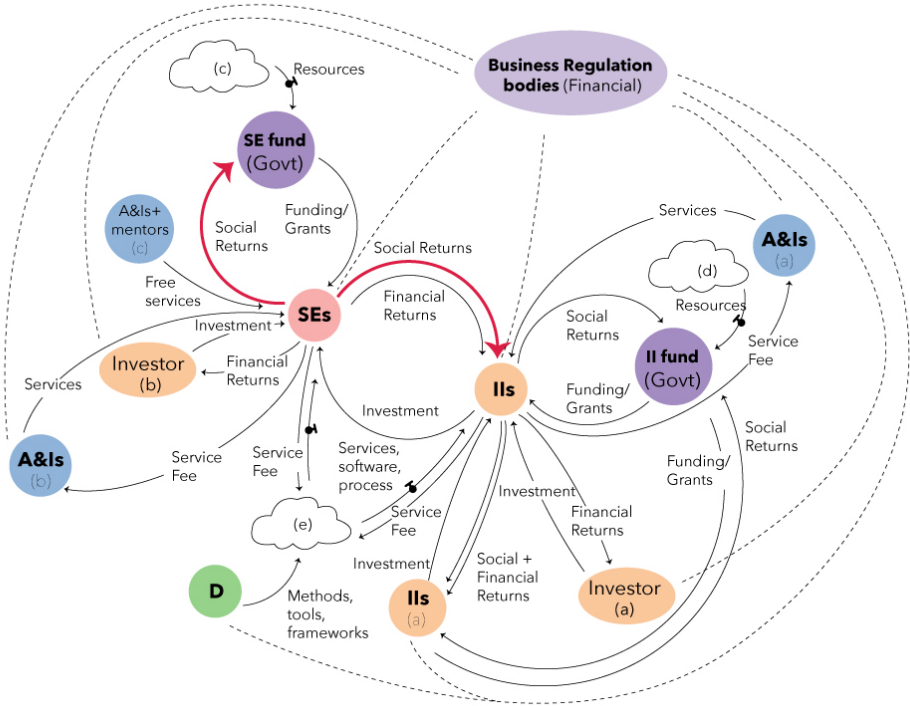 (c)
Resources
Business Regulation
bodies (Financial)
SE fund
(Govt)
A&Is+
mentors
(c)
Social
Returns
Funding/
Grants
Services
A&Is
(a)
Social Returns
(d)
Free
services
Financial
Returns
Resources
SEs
Investment
Social
Returns
Service
Fee
II fund
(Govt)
Investor
(b)
Financial
Returns
Services
IIs
Funding/
Grants
Investment
Social
Returns
A&Is
(b)
Service
Fee
Service
Fee
Services,
software,
process
Funding/
Grants
Investment
Service
Fee
Financial
Returns
(e)
Investment
Social +
Financial
Returns
D
Methods,
tools,
frameworks
IIs
(a)
Investor
(a)